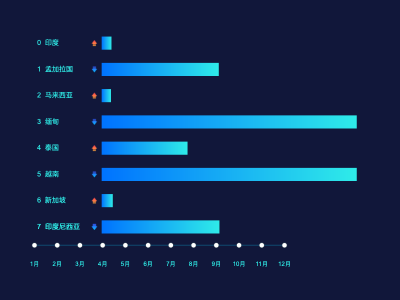 0 印度
1 孟加拉国
2 马来西亚
3 缅甸
4 泰国
5 越南
6 新加坡
7 印度尼西亚
1月 2月 3月 4月 5月 6月 7月 8月 9月 10月 11月 12月